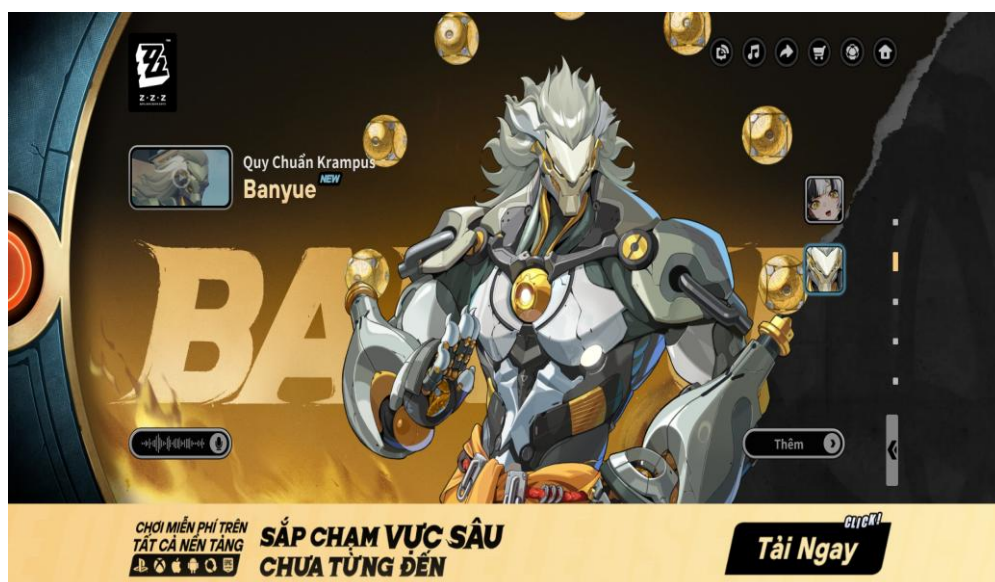 Z·Z·Z
Quy Chuẩn Krampus
Banyue NEW
Thêm
CHƠI MIỄN PHÍ TRÊN
TẤT CẢ NỀN TẢNG
SẮP CHẠM VỰC SÂU
CHƯA TỪNG ĐẾN
CLICK!
Tải Ngay